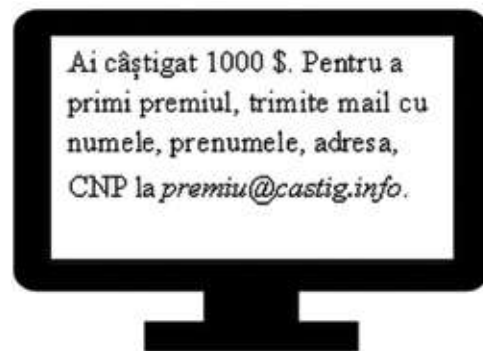 Ai câștigat 1000 $. Pentru a
primi premiul, trimite mail cu
numele, prenumele, adresa,
CNP la premiu@castig.info.